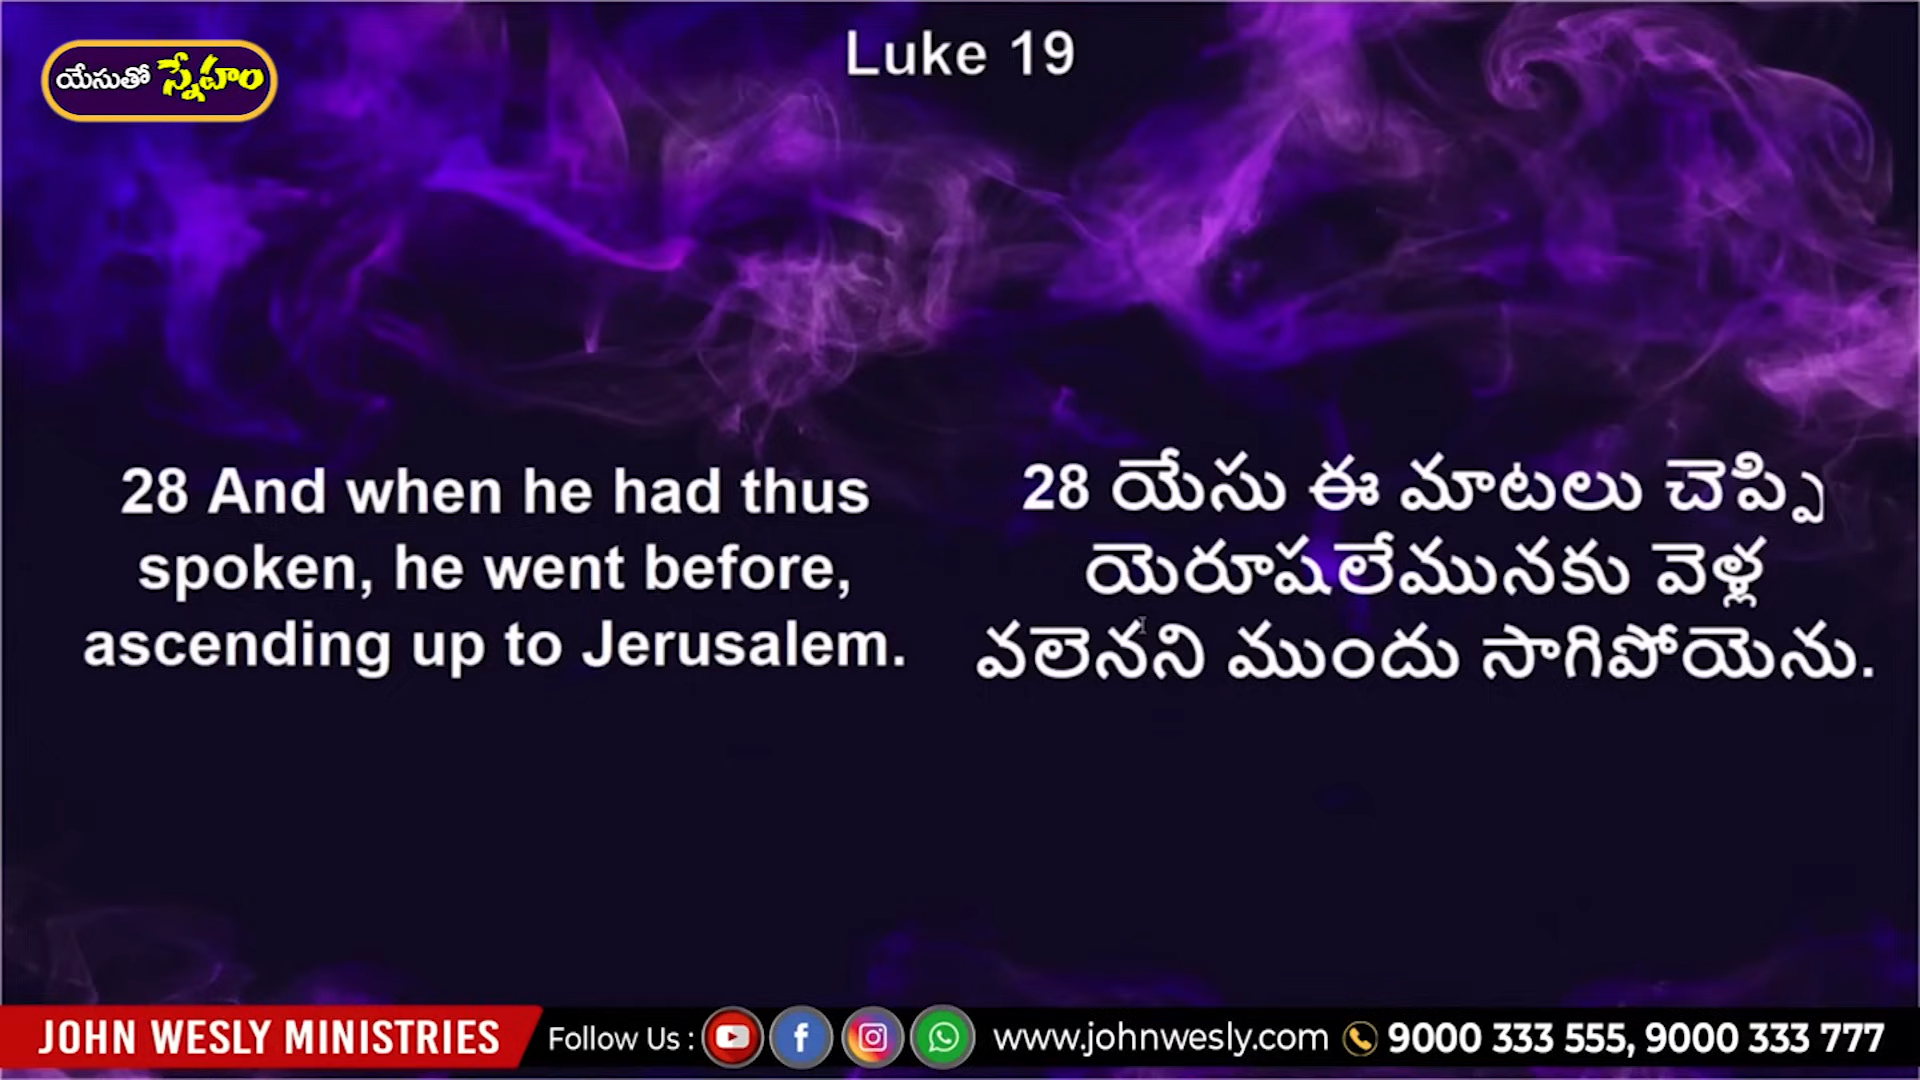 Luke 19
యేసుతో స్నేహం
28 And when he had thus
spoken, he went before,
ascending up to Jerusalem.
28 యేసు ఈ మాటలు చెప్పి
యెరూషలేమునకు వెళ్ల
వలెనని ముందు సాగిపోయెను.
JOHN WESLY MINISTRIES
Follow Us :
www.johnwesly.com
9000 333 555, 9000 333 777